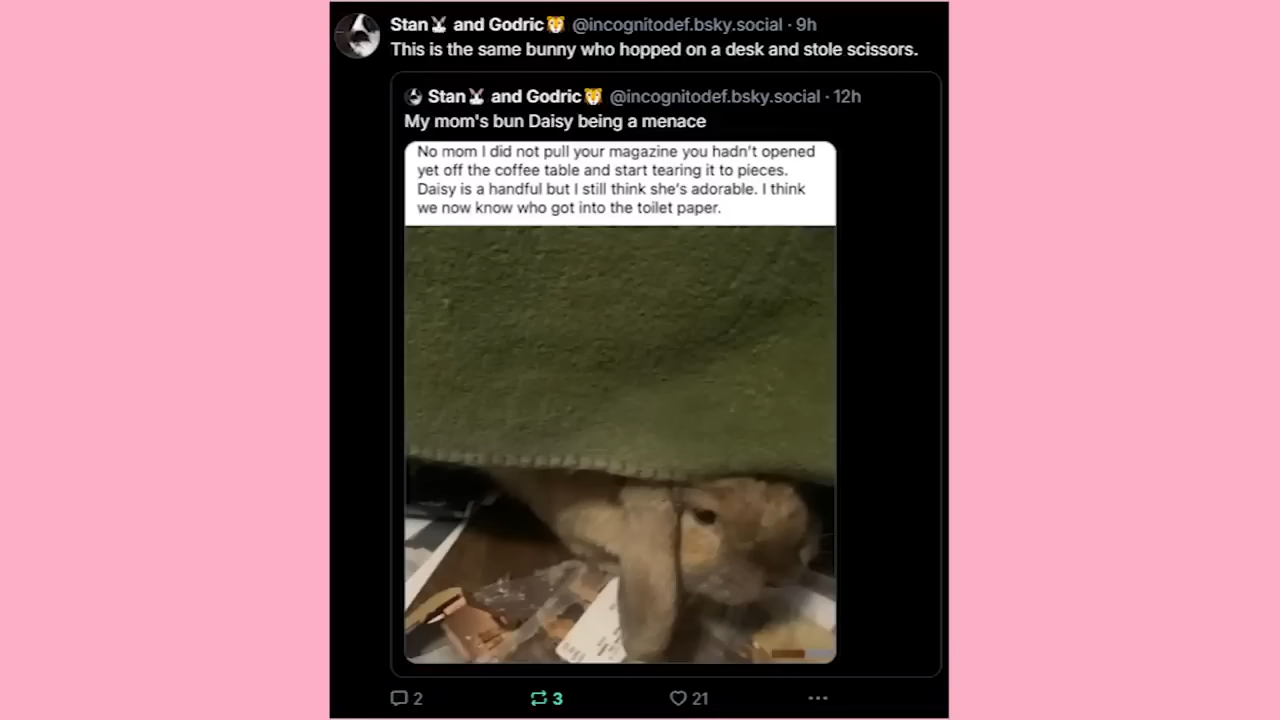 Stan🐰 and Godric🦁 @incognitodef.bsky.social · 9h
This is the same bunny who hopped on a desk and stole scissors.
Stan🐰 and Godric🦁 @incognitodef.bsky.social · 12h
My mom's bun Daisy being a menace
No mom I did not pull your magazine you hadn't opened
yet off the coffee table and start tearing it to pieces.
Daisy is a handful but I still think she's adorable. I think
we now know who got into the toilet paper.
2 3 21 ...